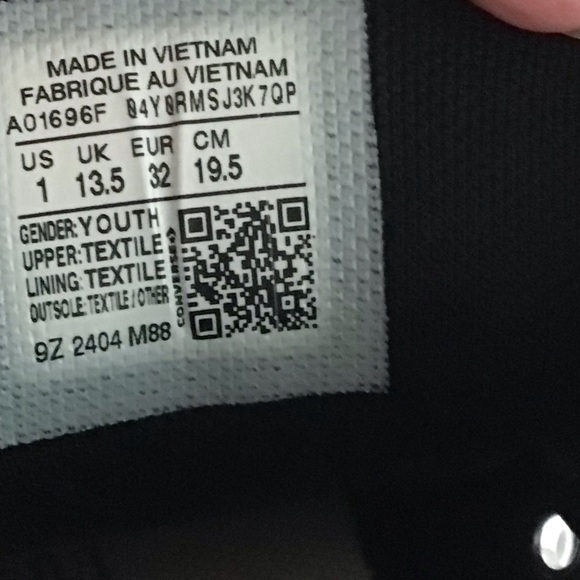 MADE IN VIETNAM
FABRIQUE AU VIETNAM
A01696F 04Y0RMSJ3K7QP
US UK EUR CM
1 13.5 32 19.5
GENDER:YOUTH
UPPER:TEXTILE
LINING:TEXTILE
OUTSOLE:TEXTILE/OTHER
CONVERSE
9Z 2404 M88